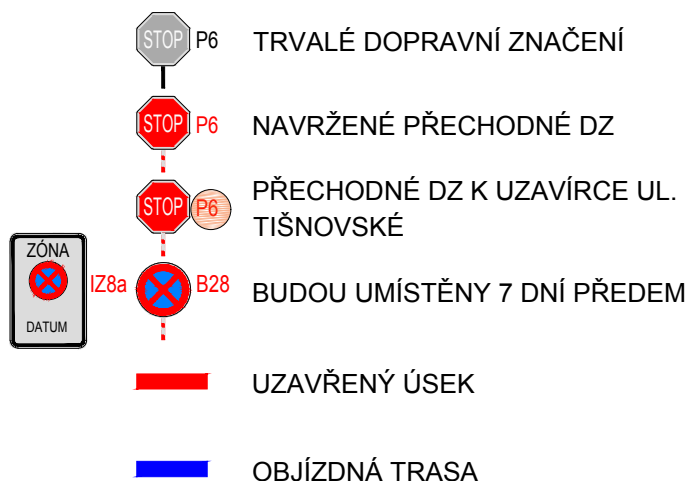 STOP P6 TRVALÉ DOPRAVNÍ ZNAČENÍ
STOP P6 NAVRŽENÉ PŘECHODNÉ DZ
STOP P6 PŘECHODNÉ DZ K UZAVÍRCE UL.
TIŠNOVSKÉ
ZÓNA
IZ8a B28 BUDOU UMÍSTĚNY 7 DNÍ PŘEDEM
DATUM
UZAVŘENÝ ÚSEK
OBJÍZDNÁ TRASA